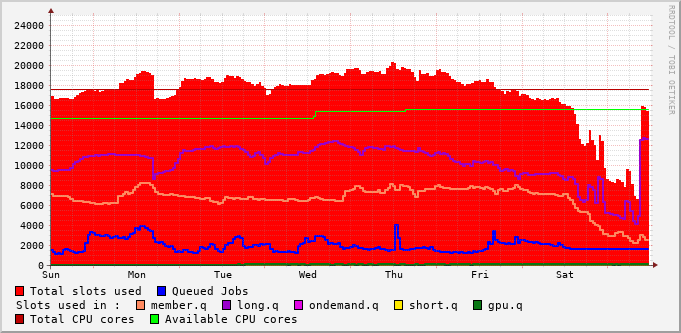 24000
22000
20000
18000
16000
14000
12000
10000
8000
6000
4000
2000
0
Sun Mon Tue Wed Thu Fri Sat
RRDTOOL / TOBI OETIKER
Total slots used Queued Jobs
Slots used in : member.q long.q ondemand.q short.q gpu.q
Total CPU cores Available CPU cores